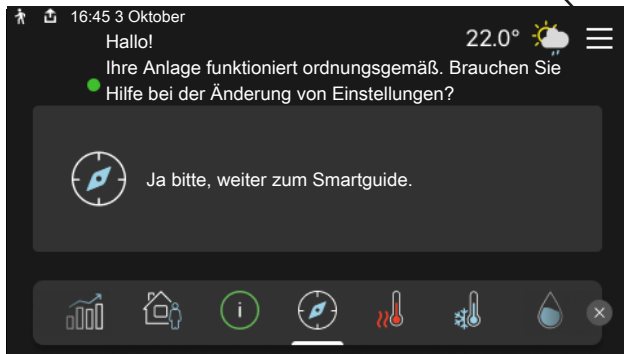 16:45 3 Oktober
22.0°
Hallo!
Ihre Anlage funktioniert ordnungsgemäß. Brauchen Sie
Hilfe bei der Änderung von Einstellungen?
Ja bitte, weiter zum Smartguide.